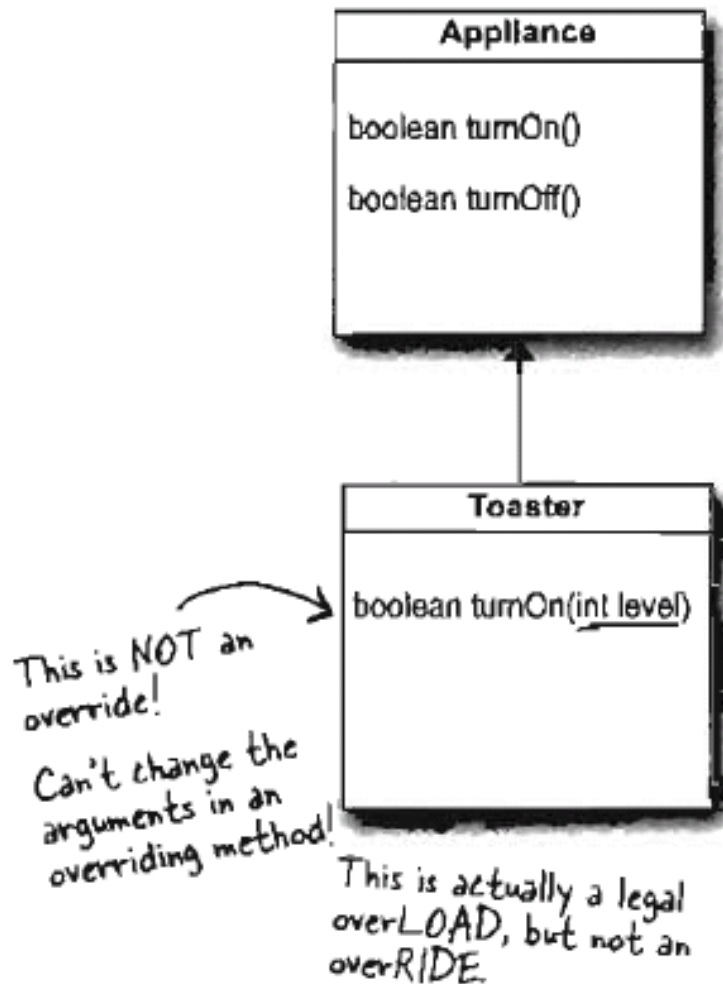 Appliance
boolean turnOn()
boolean turnOff()
Toaster
boolean turnOn(int level)
This is NOT an
override!
Can't change the
arguments in an
overriding method!
This is actually a legal
overLOAD, but not an
overRIDE